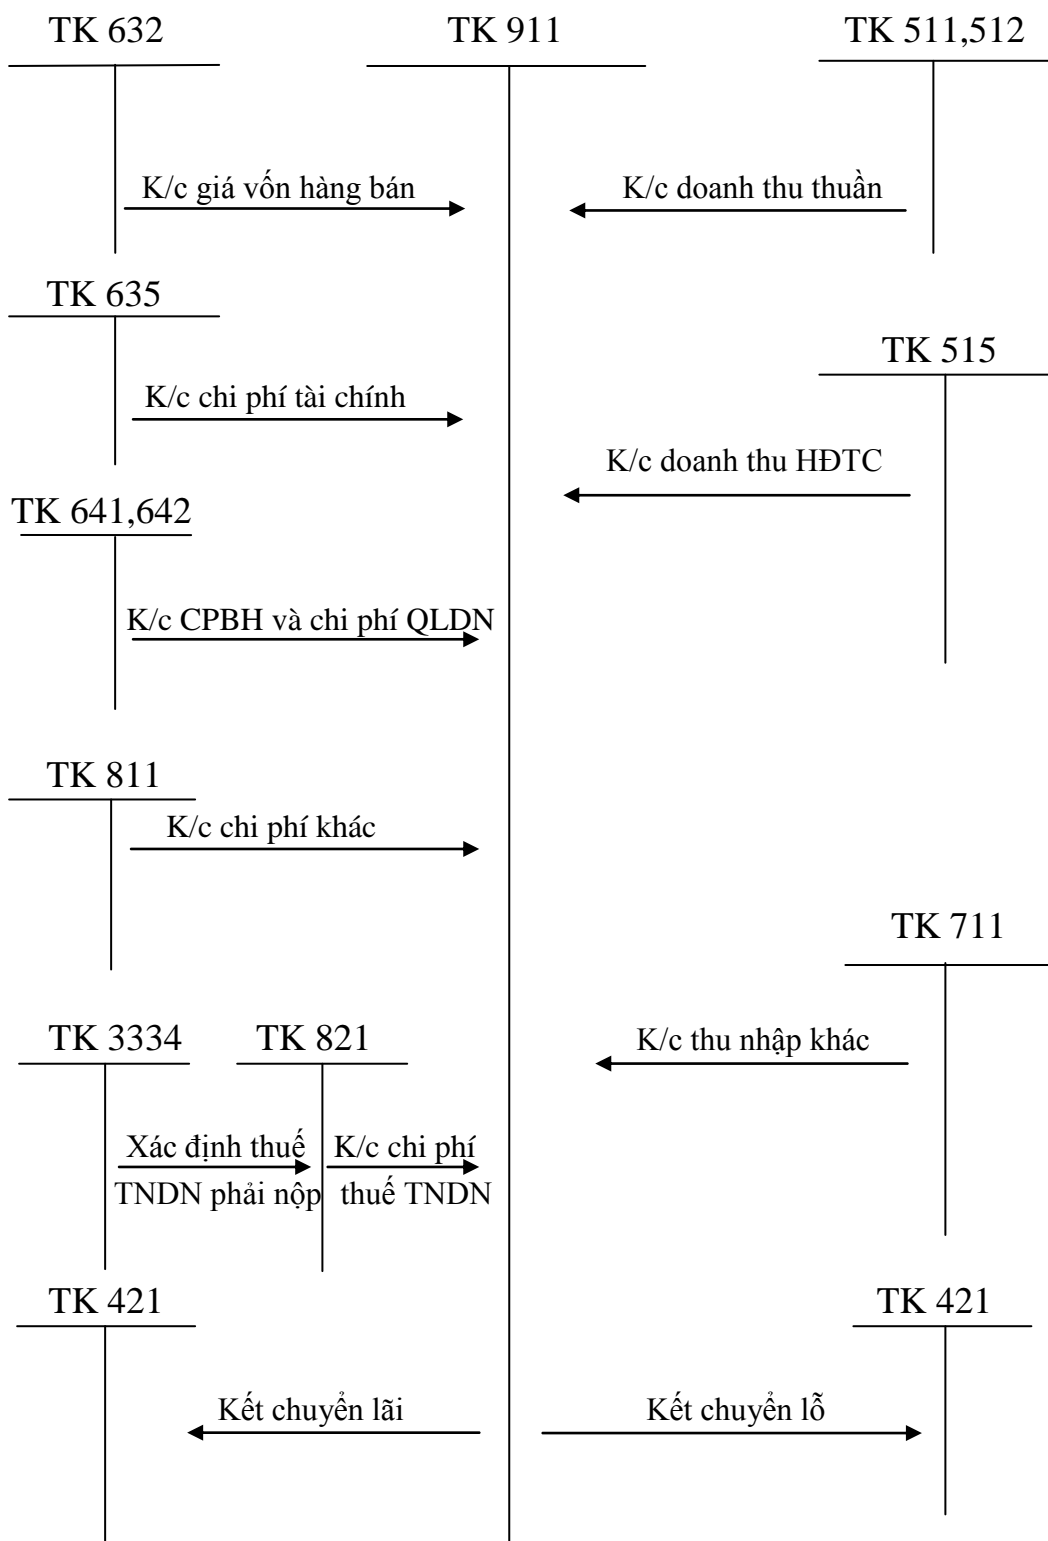 TK 632
TK 911
TK 511,512
K/c giá vốn hàng bán
K/c doanh thu thuần
TK 635
TK 515
K/c chi phí tài chính
K/c doanh thu HĐTC
TK 641,642
K/c CPBH và chi phí QLDN
TK 811
K/c chi phí khác
TK 711
TK 3334
TK 821
K/c thu nhập khác
Xác định thuế
TNDN phải nộp
K/c chi phí
thuế TNDN
TK 421
TK 421
Kết chuyển lãi
Kết chuyển lỗ